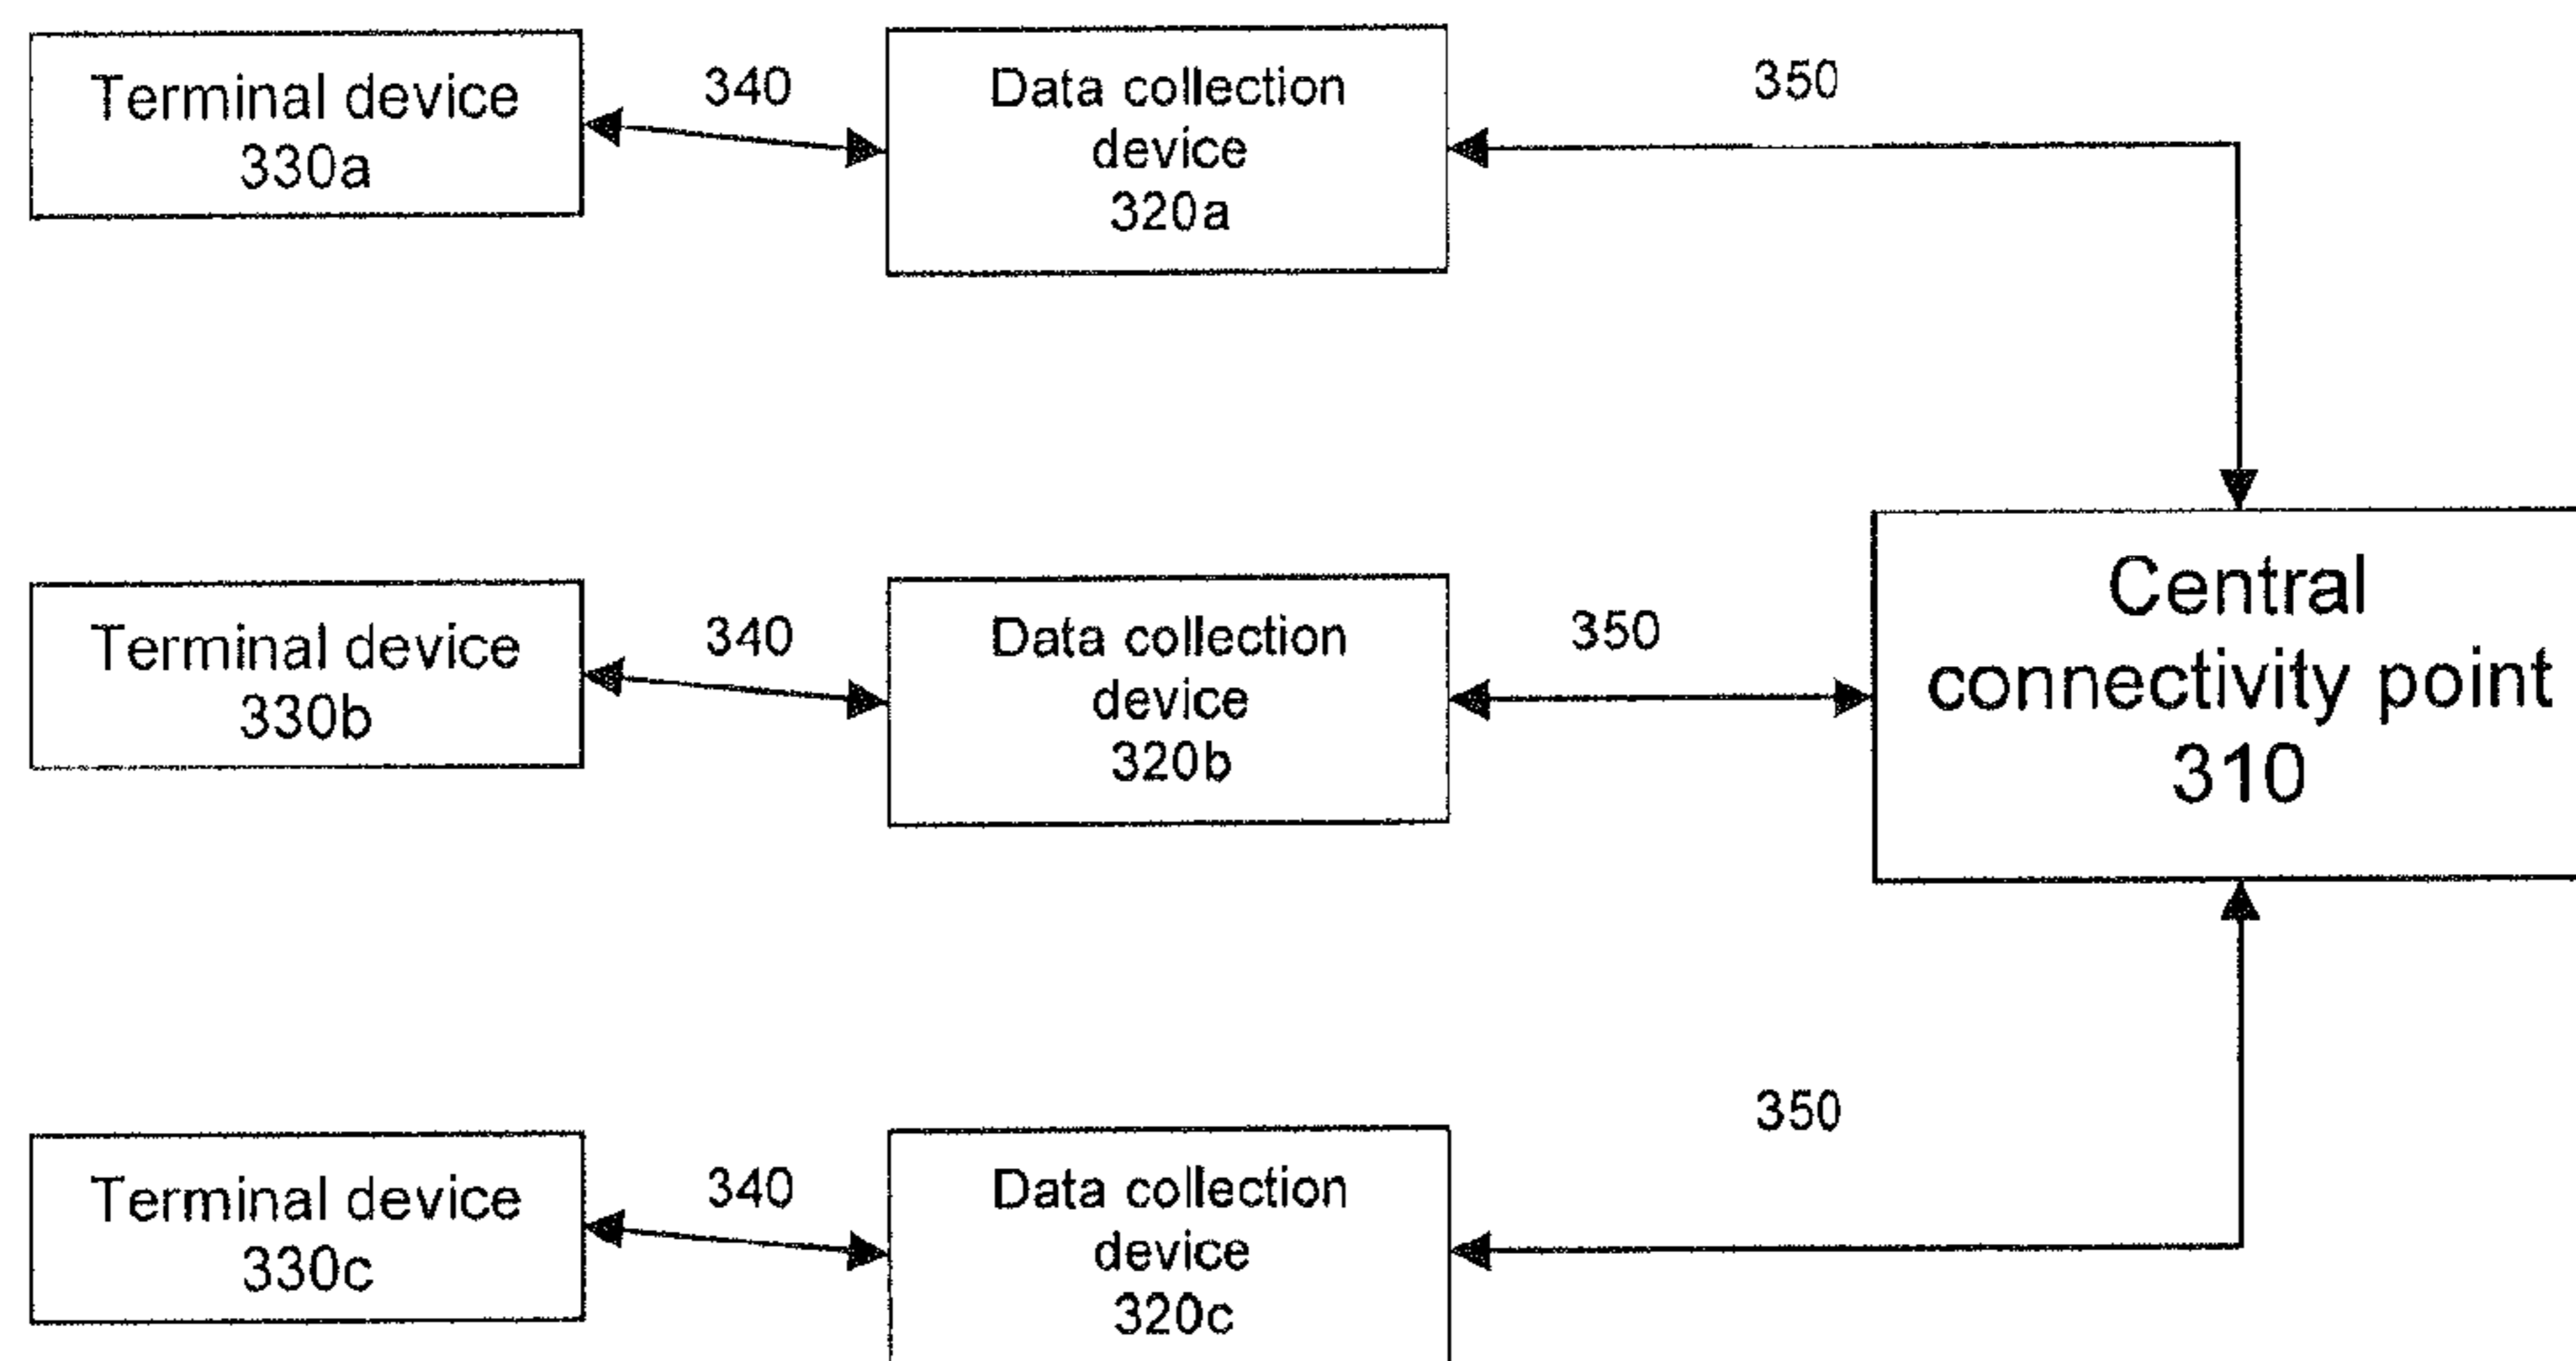 Terminal device
330a
340
Data collection
device
320a
350
Terminal device
330b
340
Data collection
device
320b
350
Central
connectivity point
310
Terminal device
330c
340
Data collection
device
320c
350